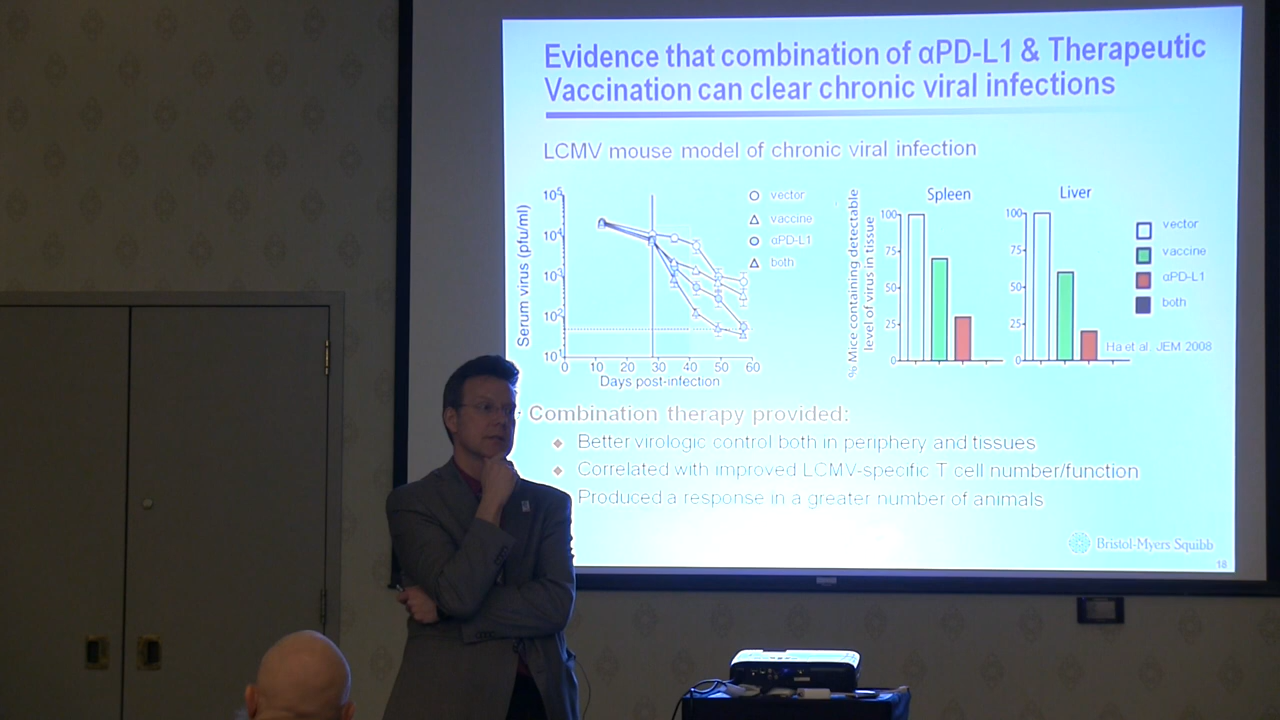 Evidence that combination of αPD-L1 & Therapeutic
Vaccination can clear chronic viral infections
LCMV mouse model of chronic viral infection
Serum virus (pfu/ml)
10⁵
10⁴
10³
10²
10¹
0 10 20 30 40 50 60
Days post-infection
vector
vaccine
αPD-L1
both
% Mice containing detectable
level of virus in tissue
Spleen
100
75
50
25
0
Liver
100
75
50
25
0
vector
vaccine
αPD-L1
both
Ha et al, JEM 2008
Combination therapy provided:
Better virologic control both in periphery and tissues
Correlated with improved LCMV-specific T cell number/function
Produced a response in a greater number of animals
Bristol-Myers Squibb
18